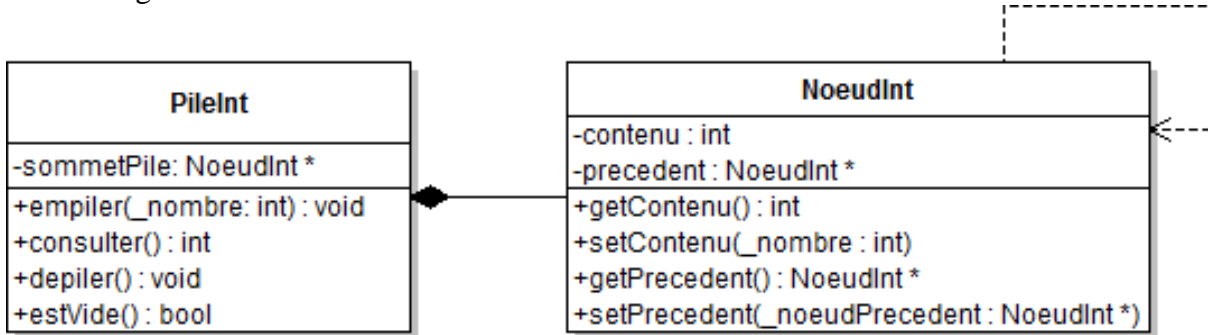 PileInt
-sommetPile: NoeudInt *
+empiler(_nombre: int) : void
+consulter() : int
+depiler() : void
+estVide() : bool
NoeudInt
-contenu : int
-precedent : NoeudInt *
+getContenu() : int
+setContenu(_nombre : int)
+getPrecedent() : NoeudInt *
+setPrecedent(_noeudPrecedent : NoeudInt *)